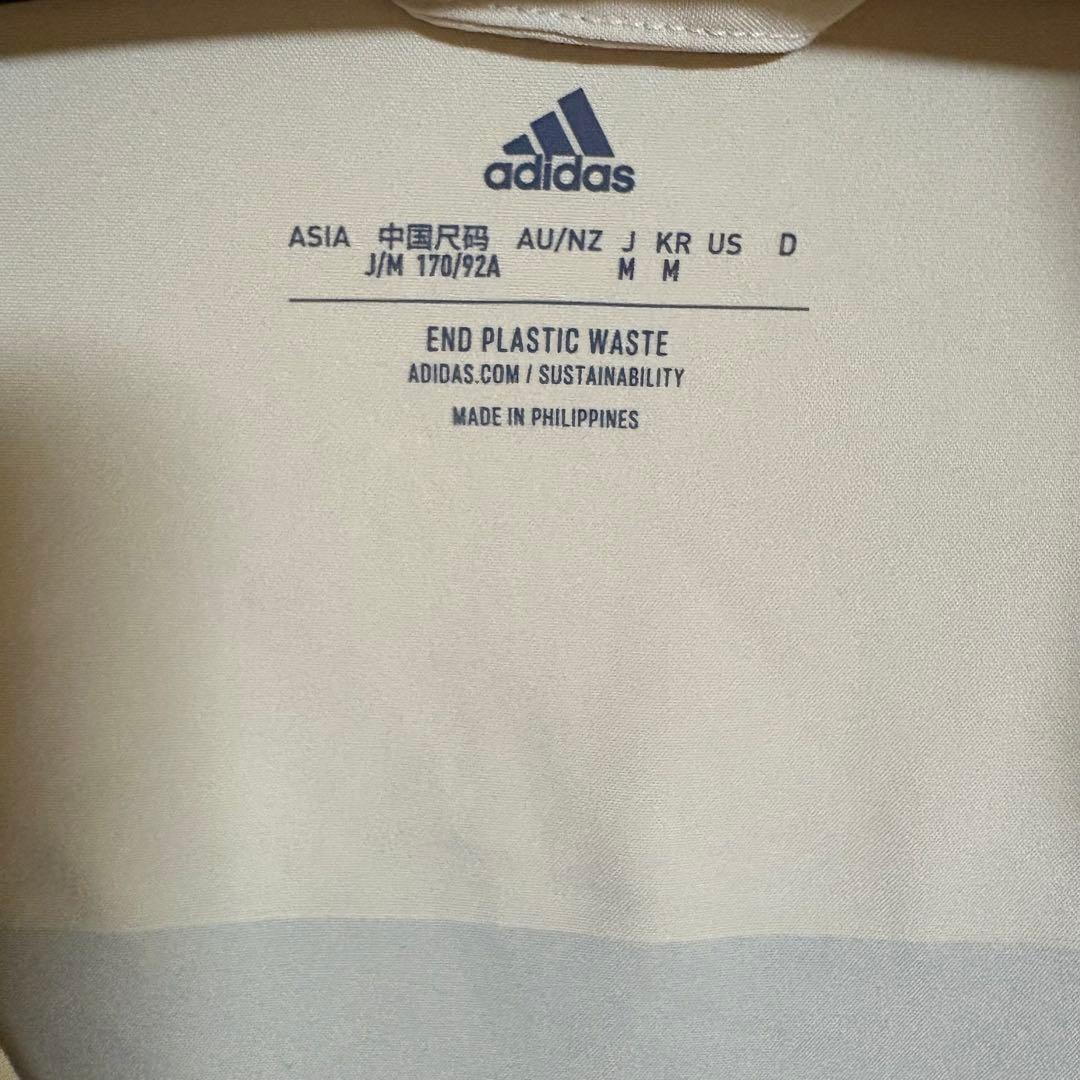 adidas
ASIA 中国尺码 AU/NZ J KR US D
J/M 170/92A M M
END PLASTIC WASTE
ADIDAS.COM / SUSTAINABILITY
MADE IN PHILIPPINES